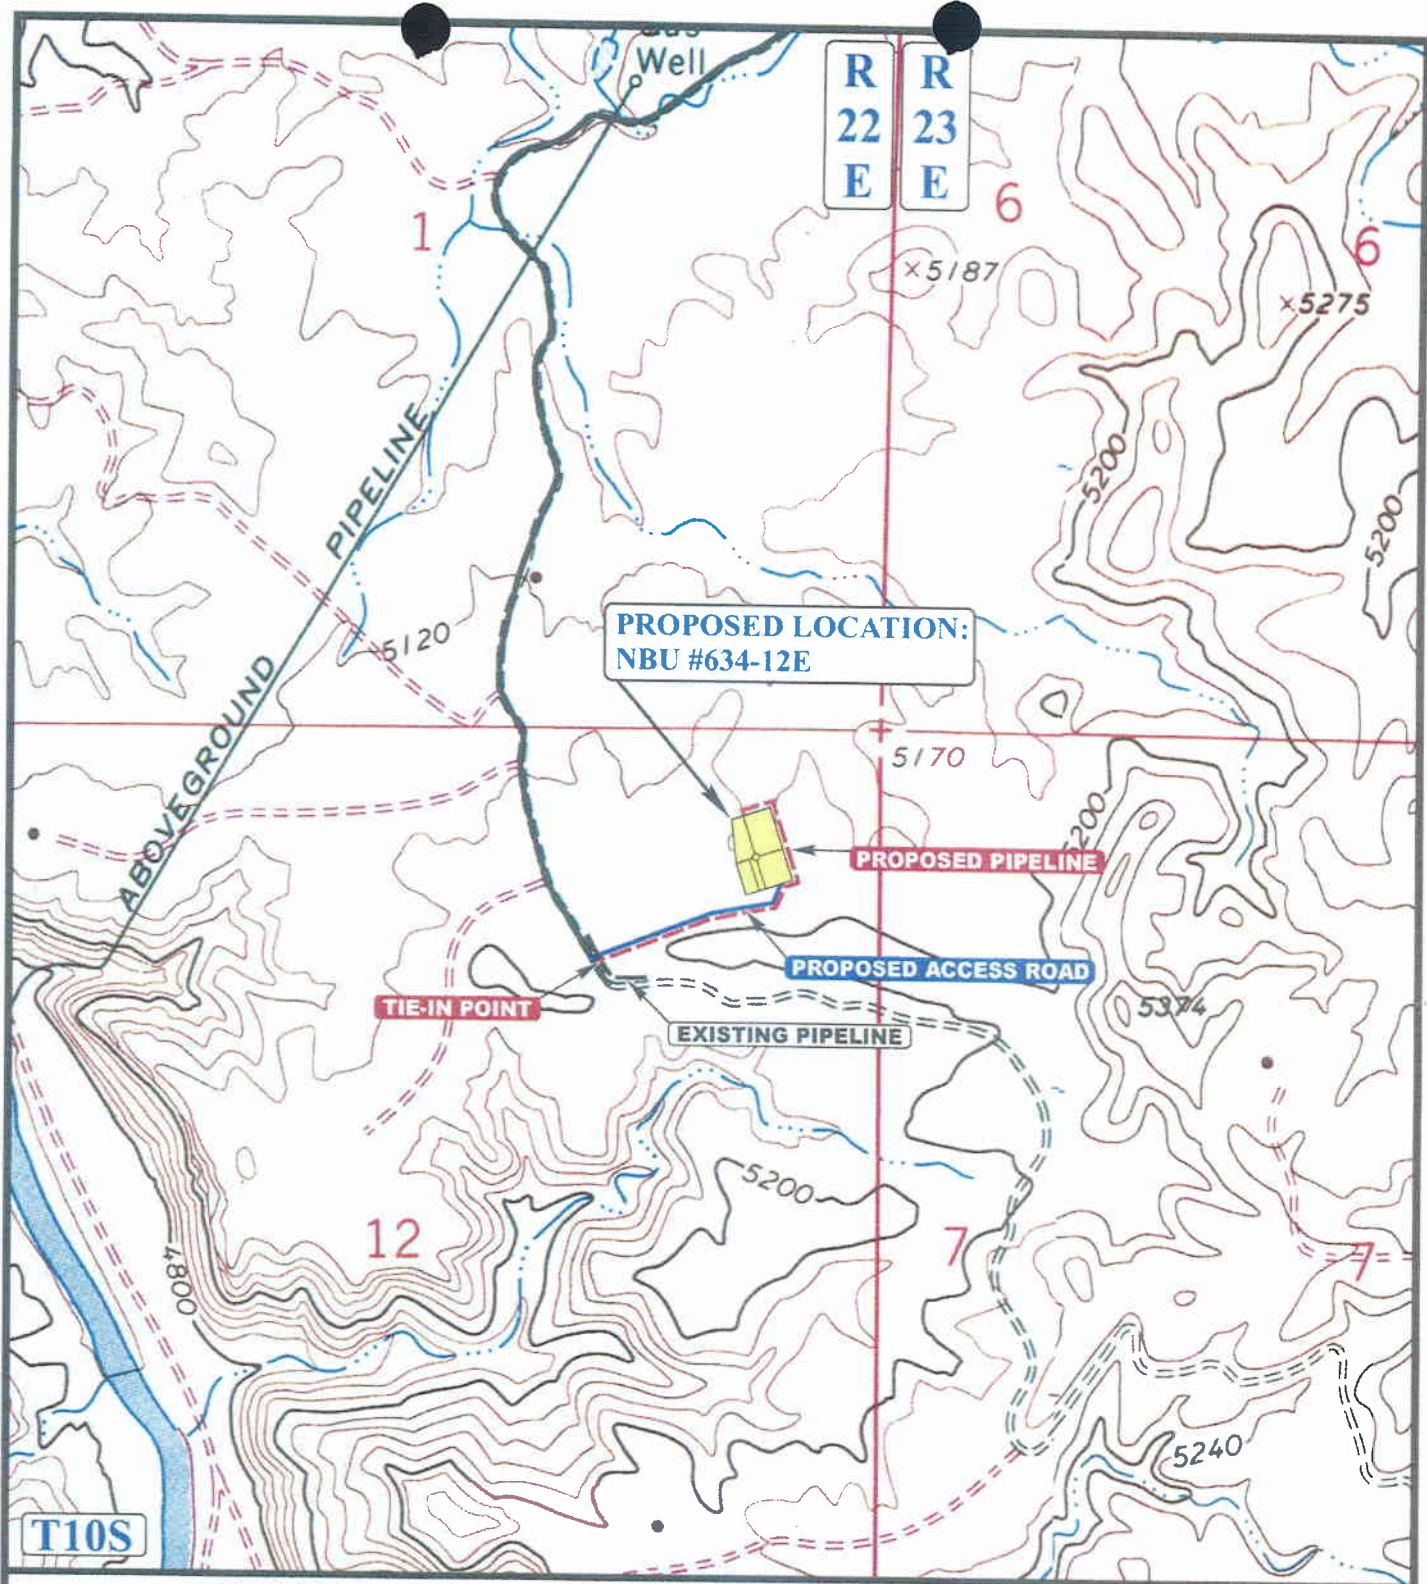 Well
R
22
E
R
23
E
1
6
6
×5187
×5275
PIPELINE
5200
5200
PROPOSED LOCATION:
NBU #634-12E
5120
ABOVEGROUND
5170
5200
PROPOSED PIPELINE
PROPOSED ACCESS ROAD
TIE-IN POINT
5374
EXISTING PIPELINE
5200
12
7
7
4800
5240
T10S